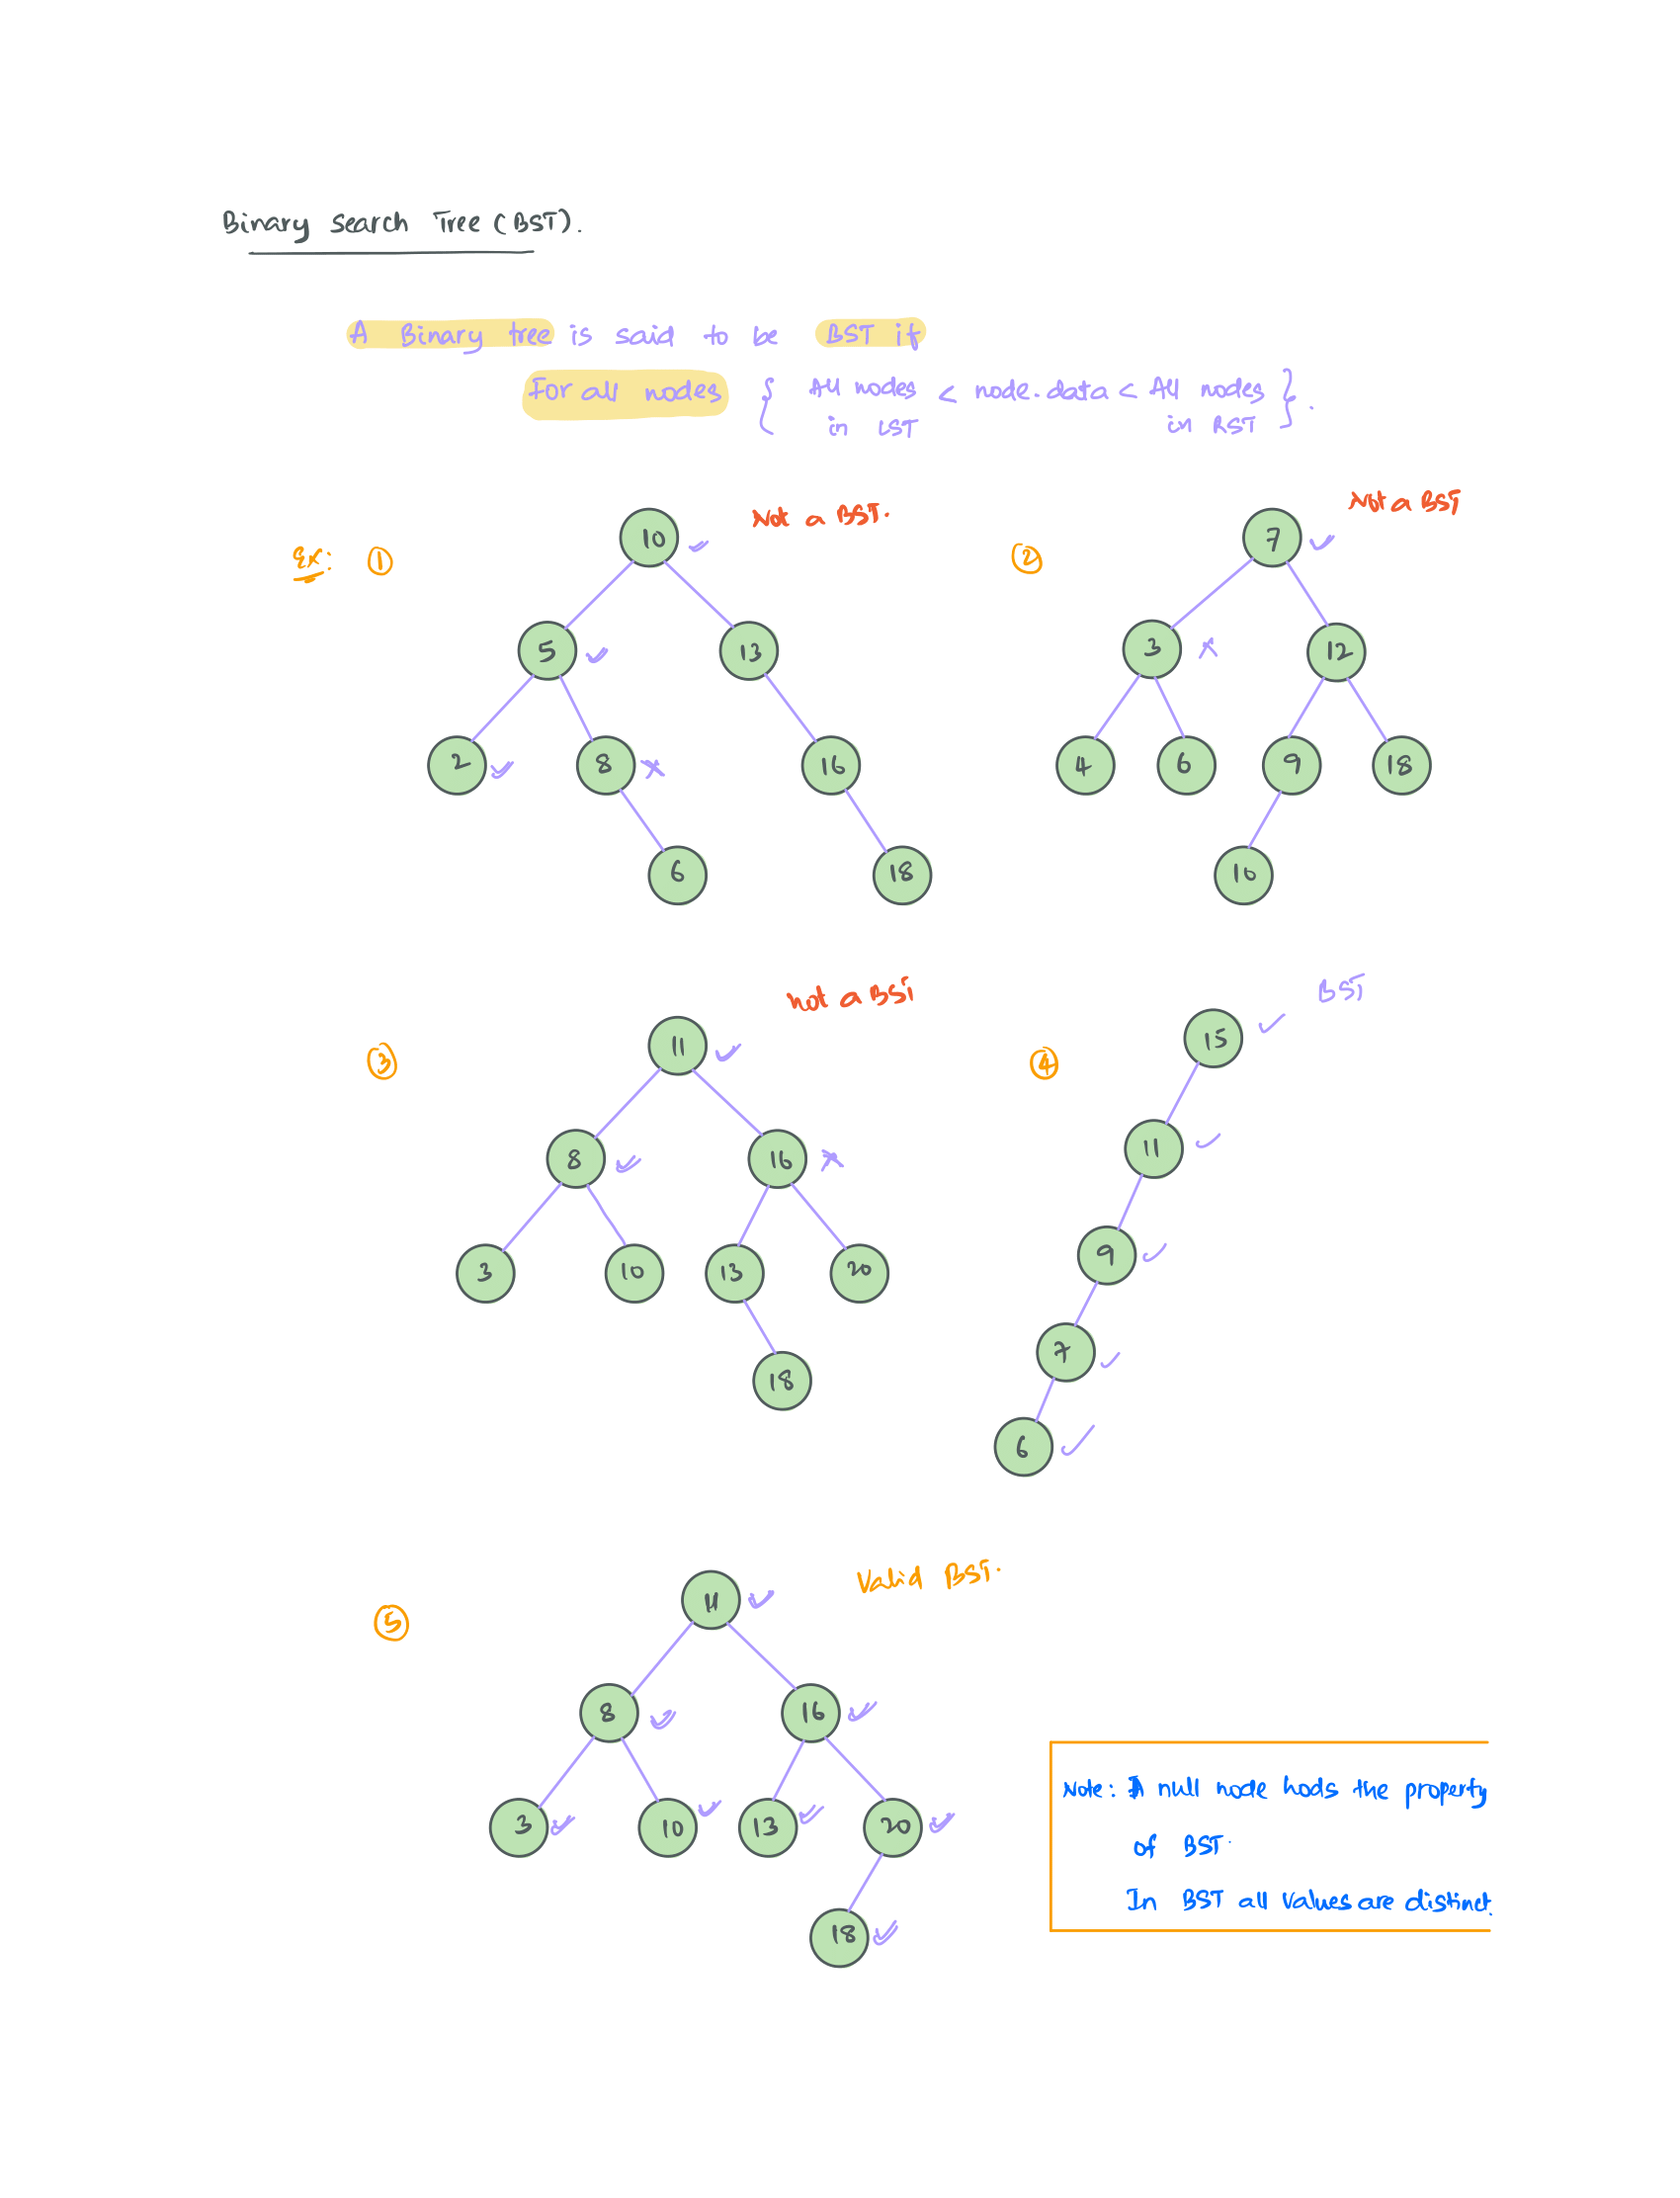 Binary Search Tree (BST).
A Binary tree is said to be BST if
For all nodes { All nodes < node.data < All nodes }.
in LST in RST
Not a BST.
Not a BST
Ex: ①
②
10
7
5 13
3 12
2 8 16
4 6 9 18
6 18
10
not a BST
BST
③
④
11
15
8 16
11
3 10 13 20
9
18
7
6
Valid BST.
⑤
11
8 16
3 10 13 20
18
Note: A null node hods the property
of BST.
In BST all values are distinct.